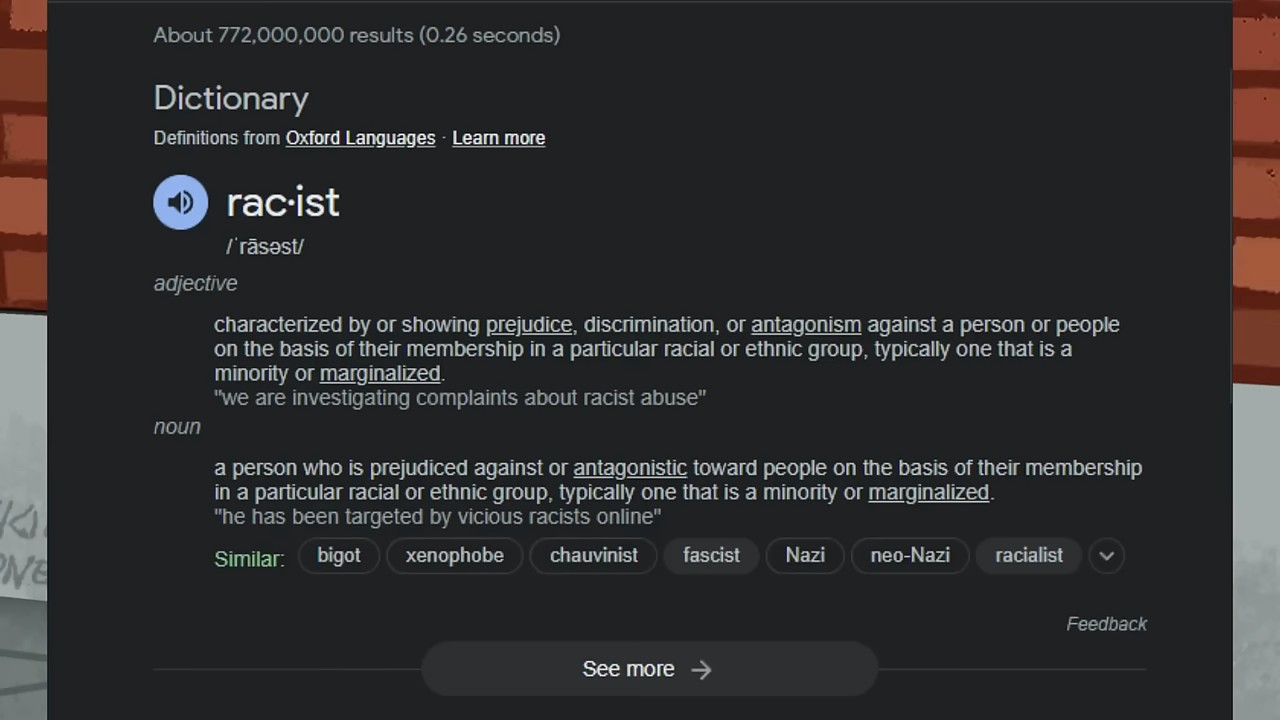 About 772,000,000 results (0.26 seconds)
Dictionary
Definitions from Oxford Languages · Learn more
rac·ist
/ˈrāsəst/
adjective
characterized by or showing prejudice, discrimination, or antagonism against a person or people
on the basis of their membership in a particular racial or ethnic group, typically one that is a
minority or marginalized.
"we are investigating complaints about racist abuse"
noun
a person who is prejudiced against or antagonistic toward people on the basis of their membership
in a particular racial or ethnic group, typically one that is a minority or marginalized.
"he has been targeted by vicious racists online"
Similar: bigot xenophobe chauvinist fascist Nazi neo-Nazi racialist
Feedback
See more